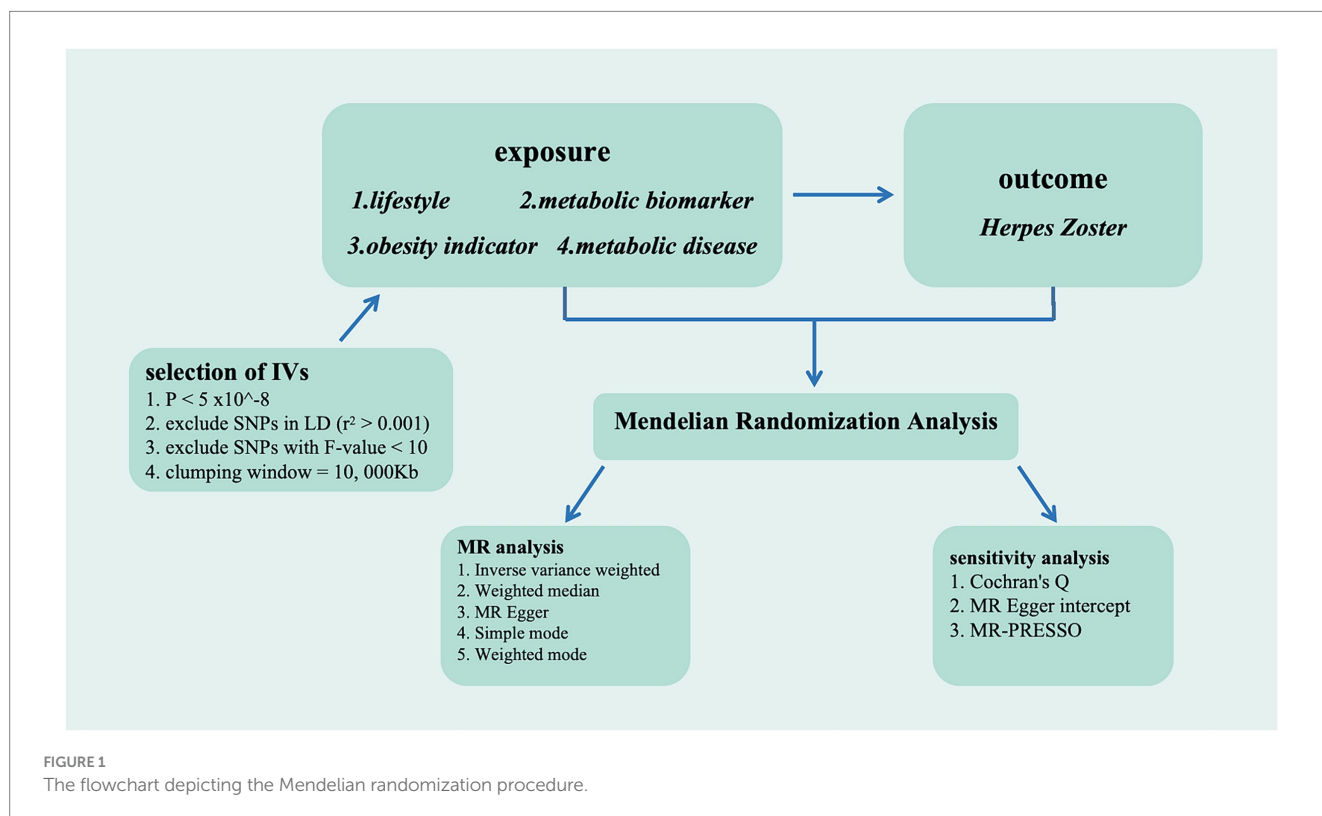 exposure
1.lifestyle 2.metabolic biomarker
3.obesity indicator 4.metabolic disease
outcome
Herpes Zoster
selection of IVs
1. P < 5 x10^-8
2. exclude SNPs in LD (r² > 0.001)
3. exclude SNPs with F-value < 10
4. clumping window = 10, 000Kb
Mendelian Randomization Analysis
MR analysis
1. Inverse variance weighted
2. Weighted median
3. MR Egger
4. Simple mode
5. Weighted mode
sensitivity analysis
1. Cochran's Q
2. MR Egger intercept
3. MR-PRESSO
FIGURE 1
The flowchart depicting the Mendelian randomization procedure.